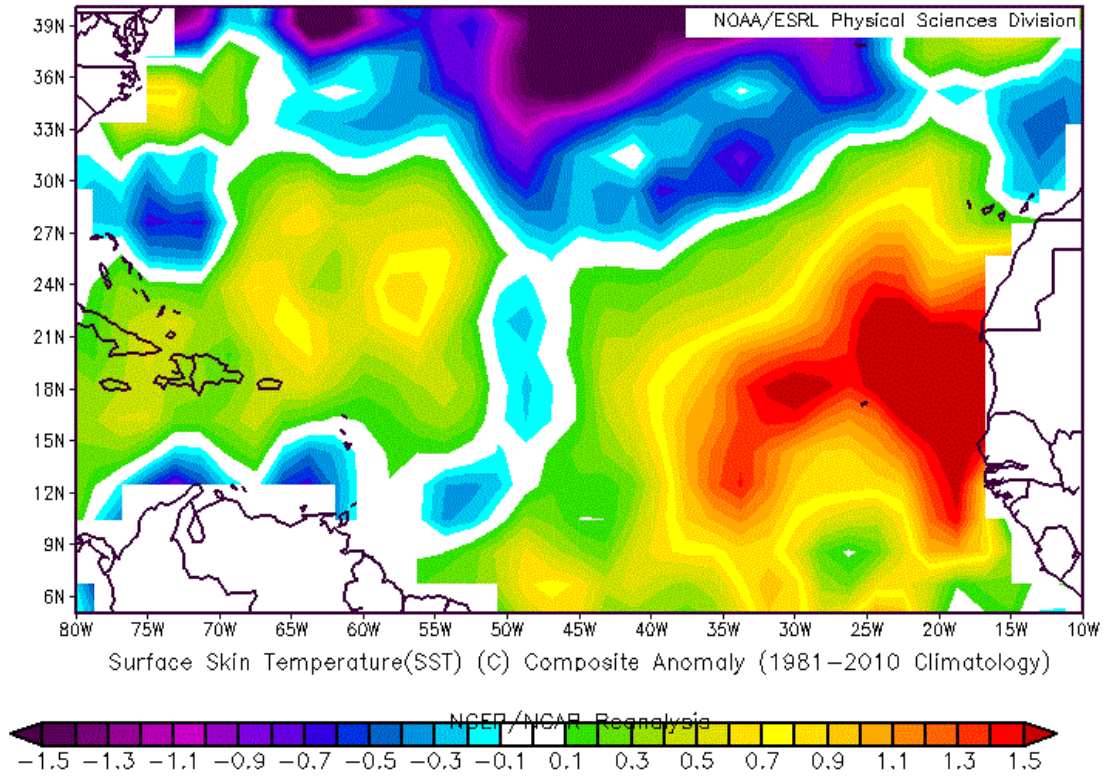 NOAA/ESRL Physical Sciences Division
39N
36N
33N
30N
27N
24N
21N
18N
15N
12N
9N
6N
80W 75W 70W 65W 60W 55W 50W 45W 40W 35W 30W 25W 20W 15W 10W
Surface Skin Temperature(SST) (C) Composite Anomaly (1981-2010 Climatology)
NCEP/NCAR Reanalysis
-1.5 -1.3 -1.1 -0.9 -0.7 -0.5 -0.3 -0.1 0.1 0.3 0.5 0.7 0.9 1.1 1.3 1.5